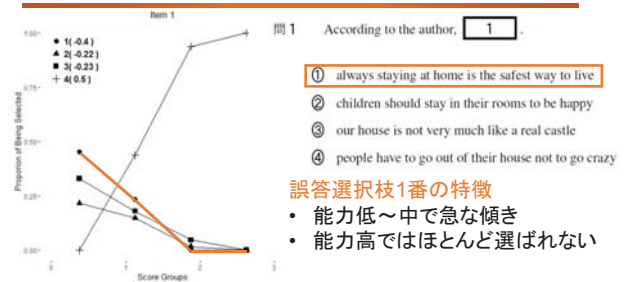 Item 1
1.00-
0.75-
0.50-
0.25-
0.00-
Proporion of Being Selected
● 1(-0.4 )
▲ 2(-0.22 )
■ 3(-0.23 )
+ 4( 0.5 )
0 1 2 3
Score Groups
問1 According to the author, 1 .
① always staying at home is the safest way to live
② children should stay in their rooms to be happy
③ our house is not very much like a real castle
④ people have to go out of their house not to go crazy
誤答選択枝1番の特徴
• 能力低～中で急な傾き
• 能力高ではほとんど選ばれない